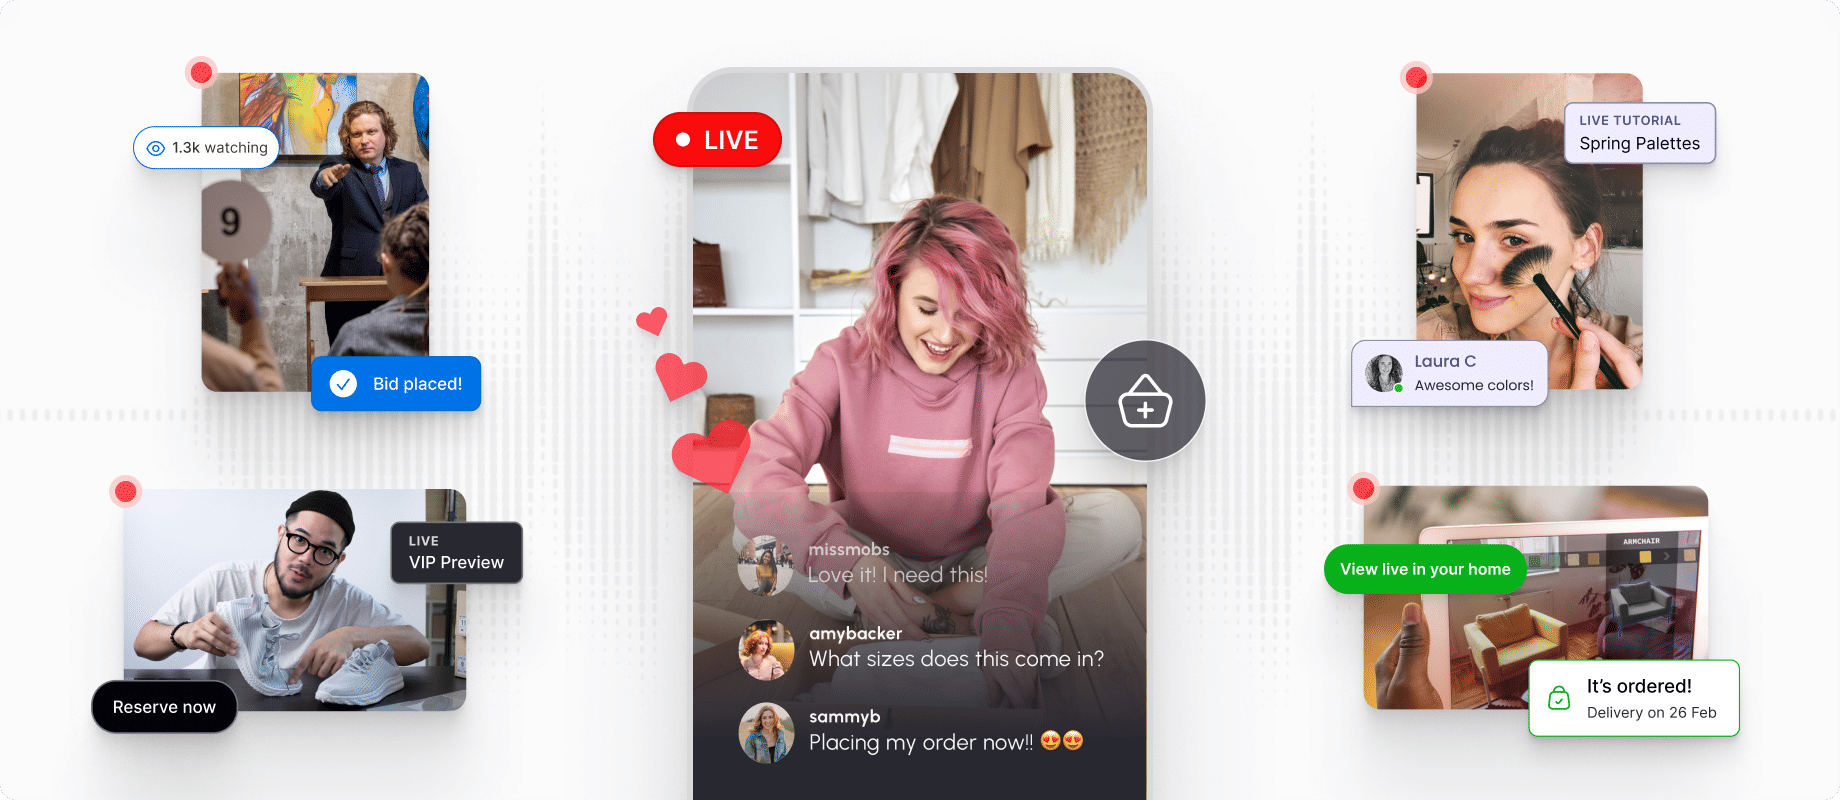 1.3k watching
9
Bid placed!
LIVE
VIP Preview
Reserve now
LIVE
missmobs
Love it! I need this!
amybacker
What sizes does this come in?
sammyb
Placing my order now!! 😍😍
LIVE TUTORIAL
Spring Palettes
Laura C
Awesome colors!
ARMCHAIR
View live in your home
It’s ordered!
Delivery on 26 Feb